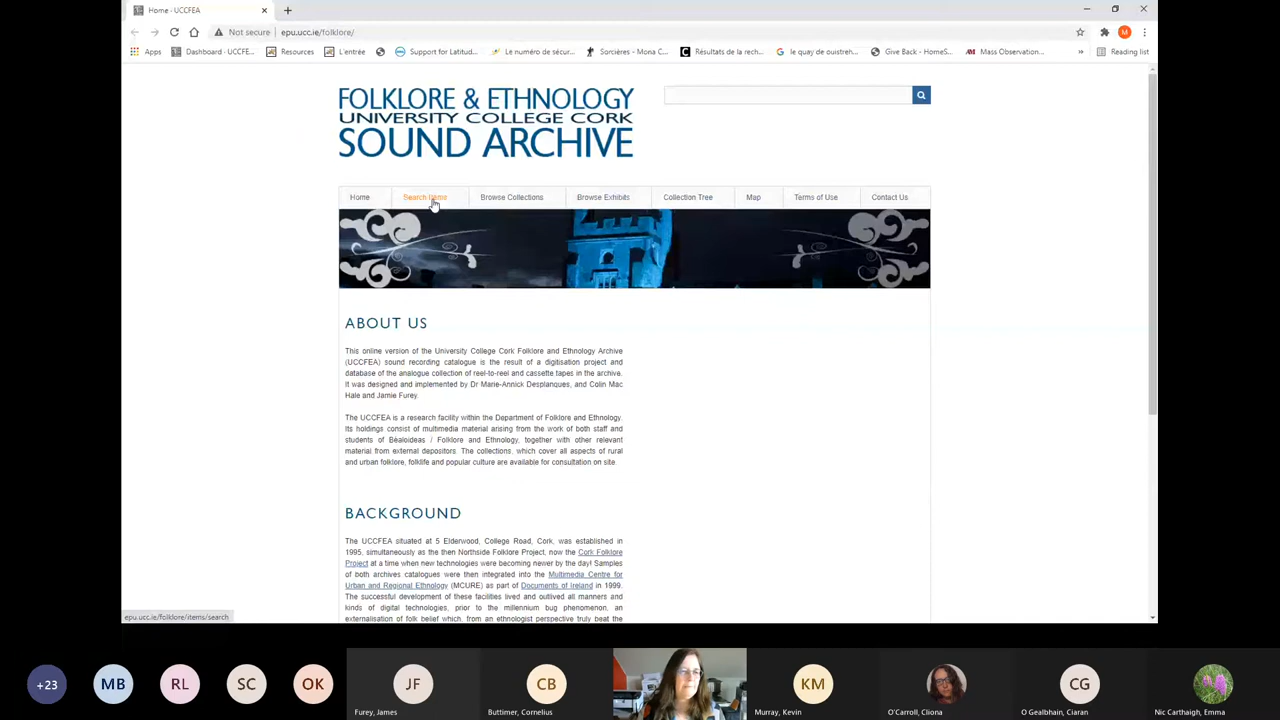 Home · UCCFEA
Not secure
epu.ucc.ie/folklore/
M
Apps
Dashboard · UCCFE...
Resources
L'entrée
Support for Latitud...
Le numéro de sécur...
Sorcières - Mona C...
Résultats de la rech...
le quay de ouistreh...
Give Back - HomeS...
Mass Observation...
»
Reading list
FOLKLORE & ETHNOLOGY
UNIVERSITY COLLEGE CORK
SOUND ARCHIVE
Home
Search Items
Browse Collections
Browse Exhibits
Collection Tree
Map
Terms of Use
Contact Us
ABOUT US
This online version of the University College Cork Folklore and Ethnology Archive
(UCCFEA) sound recording catalogue is the result of a digitisation project and
database of the analogue collection of reel-to-reel and cassette tapes in the archive.
It was designed and implemented by Dr Marie-Annick Desplanques, and Colin Mac
Hale and Jamie Furey.
The UCCFEA is a research facility within the Department of Folklore and Ethnology.
Its holdings consist of multimedia material arising from the work of both staff and
students of Béaloideas / Folklore and Ethnology, together with other relevant
material from external depositors. The collections, which cover all aspects of rural
and urban folklore, folklife and popular culture are available for consultation on site.
BACKGROUND
The UCCFEA situated at 5 Elderwood, College Road, Cork, was established in
1995, simultaneously as the then Northside Folklore Project, now the Cork Folklore
Project at a time when new technologies were becoming newer by the day! Samples
of both archives catalogues were then integrated into the Multimedia Centre for
Urban and Regional Ethnology (MCURE) as part of Documents of Ireland in 1999.
The successful development of these facilities lived and outlived all manners and
kinds of digital technologies, prior to the millennium bug phenomenon, an
externalisation of folk belief which, from an ethnologist perspective truly beat the
epu.ucc.ie/folklore/items/search
+23
MB
RL
SC
OK
JF
Furey, James
CB
Buttimer, Cornelius
KM
Murray, Kevin
O'Carroll, Cliona
CG
O Gealbhain, Ciaran
Nic Carthaigh, Emma